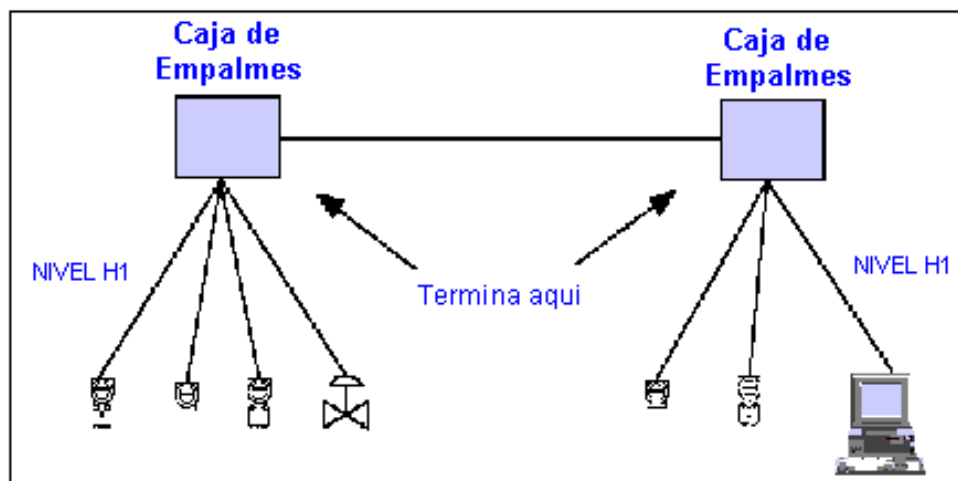 Caja de
Empalmes
Caja de
Empalmes
NIVEL H1
Termina aqui
NIVEL H1